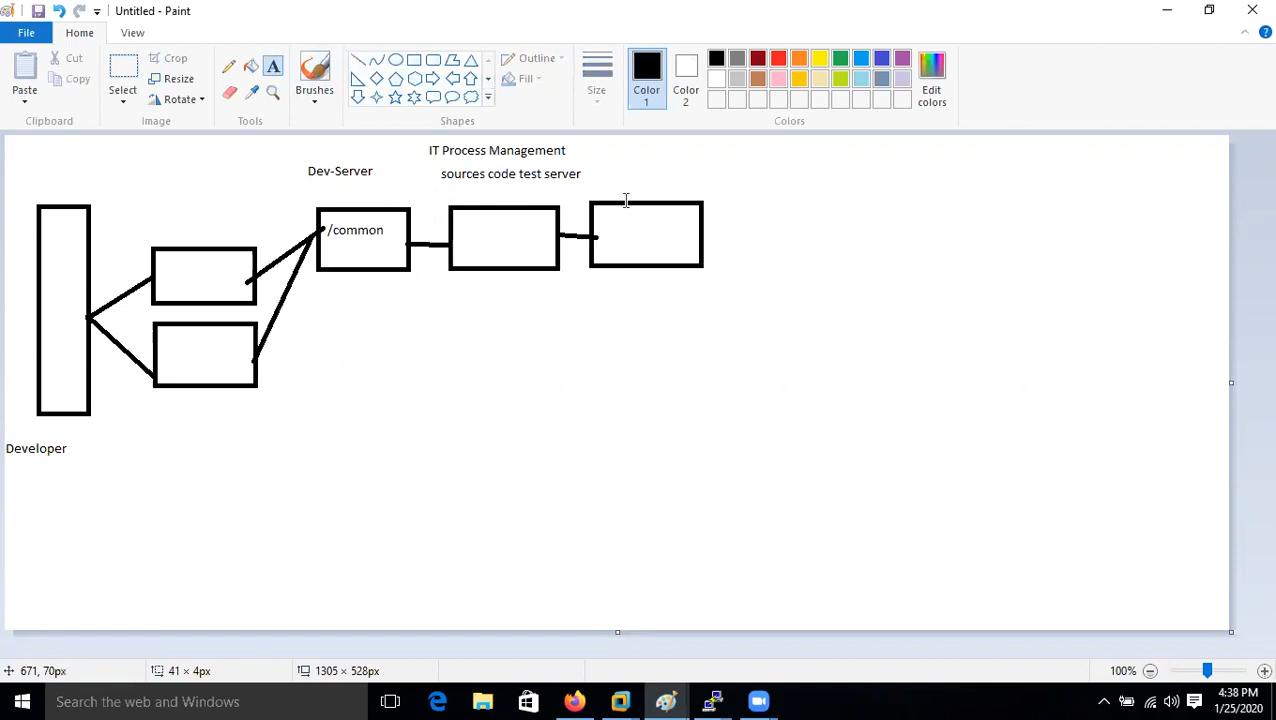 Untitled - Paint
File
Home
View
Paste
Cut
Copy
Clipboard
Select
Crop
Resize
Rotate
Image
A
Tools
Brushes
Shapes
Outline
Fill
Size
Color
1
Color
2
Edit
colors
Colors
IT Process Management
Dev-Server
sources code test server
/common
Developer
671, 70px
41 × 4px
1305 × 528px
100%
Search the web and Windows
4:38 PM
1/25/2020